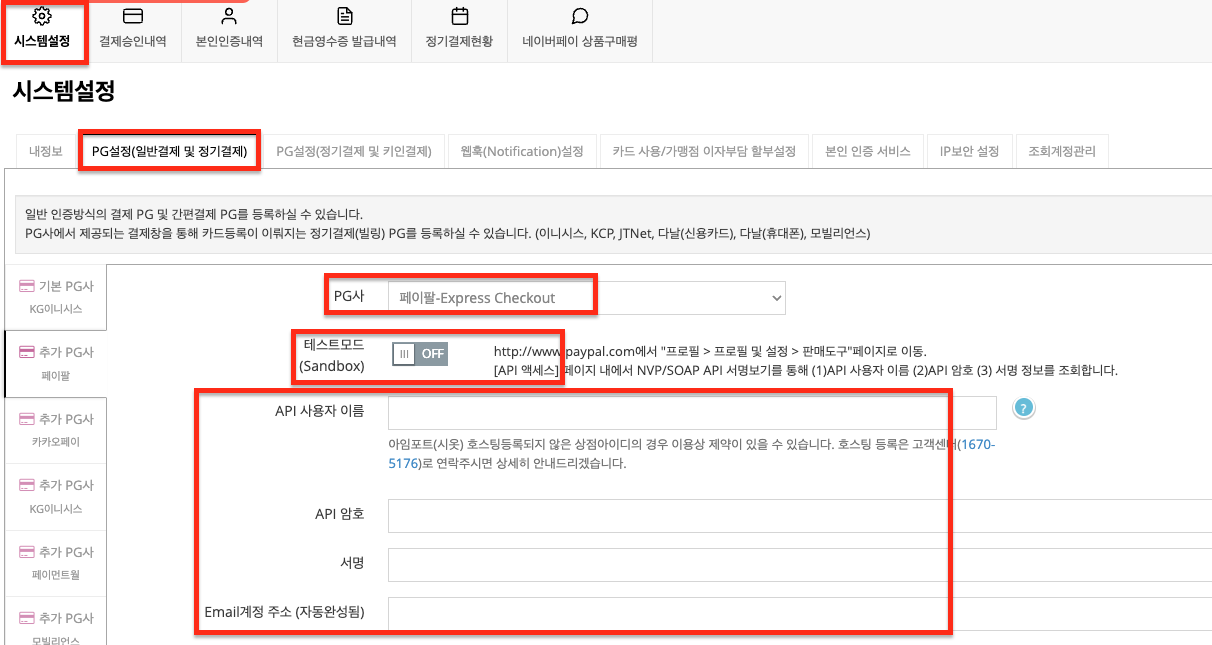 시스템설정
결제승인내역
본인인증내역
현금영수증 발급내역
정기결제현황
네이버페이 상품구매평
시스템설정
내정보
PG설정(일반결제 및 정기결제)
PG설정(정기결제 및 키인결제)
웹훅(Notification)설정
카드 사용/가맹점 이자부담 할부설정
본인 인증 서비스
IP보안 설정
조회계정관리
일반 인증방식의 결제 PG 및 간편결제 PG를 등록하실 수 있습니다.
PG사에서 제공되는 결제창을 통해 카드등록이 이뤄지는 정기결제(빌링) PG를 등록하실 수 있습니다. (이니시스, KCP, JTNet, 다날(신용카드), 다날(휴대폰), 모빌리언스)
기본 PG사
KG이니시스
추가 PG사
페이팔
추가 PG사
카카오페이
추가 PG사
KG이니시스
추가 PG사
페이먼트월
추가 PG사
모빌리언스
PG사
페이팔-Express Checkout
테스트모드
(Sandbox)
OFF
http://www.paypal.com에서 "프로필 > 프로필 및 설정 > 판매도구"페이지로 이동.
[API 액세스] 페이지 내에서 NVP/SOAP API 서명보기를 통해 (1)API 사용자 이름 (2)API 암호 (3) 서명 정보를 조회합니다.
API 사용자 이름
?
아임포트(시옷) 호스팅등록되지 않은 상점아이디의 경우 이용상 제약이 있을 수 있습니다. 호스팅 등록은 고객센터(1670-
5176)로 연락주시면 상세히 안내드리겠습니다.
API 암호
서명
Email계정 주소 (자동완성됨)